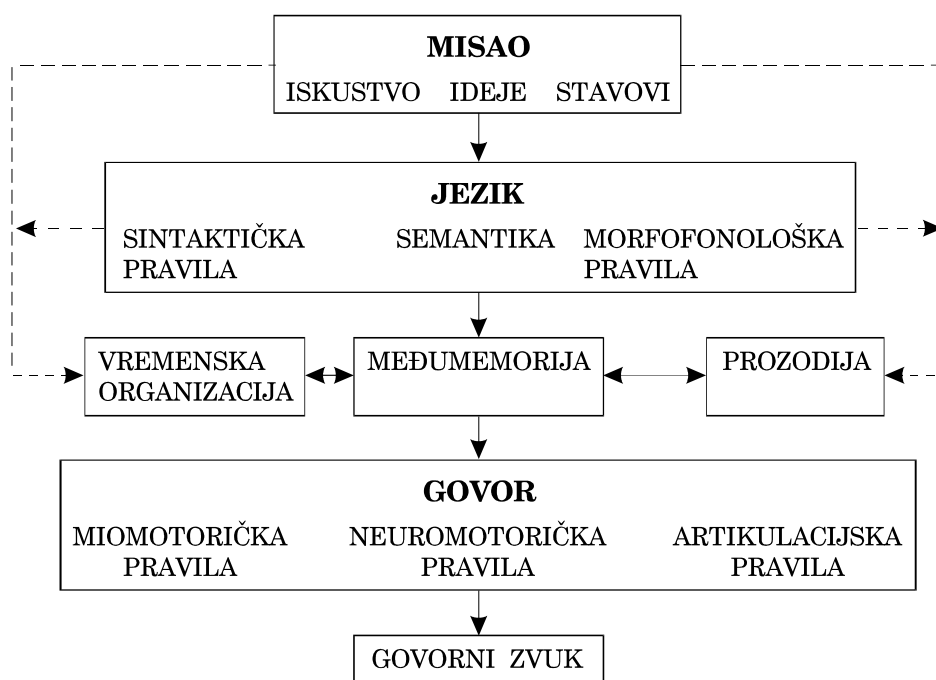 MISAO
ISKUSTVO IDEJE STAVOVI
JEZIK
SINTAKTIČKA PRAVILA
SEMANTIKA
MORFOFONOLOŠKA PRAVILA
VREMENSKA
ORGANIZACIJA
MEĐUMEMORIJA
PROZODIJA
GOVOR
MIOMOTORIČKA PRAVILA
NEUROMOTORIČKA PRAVILA
ARTIKULACIJSKA PRAVILA
GOVORNI ZVUK